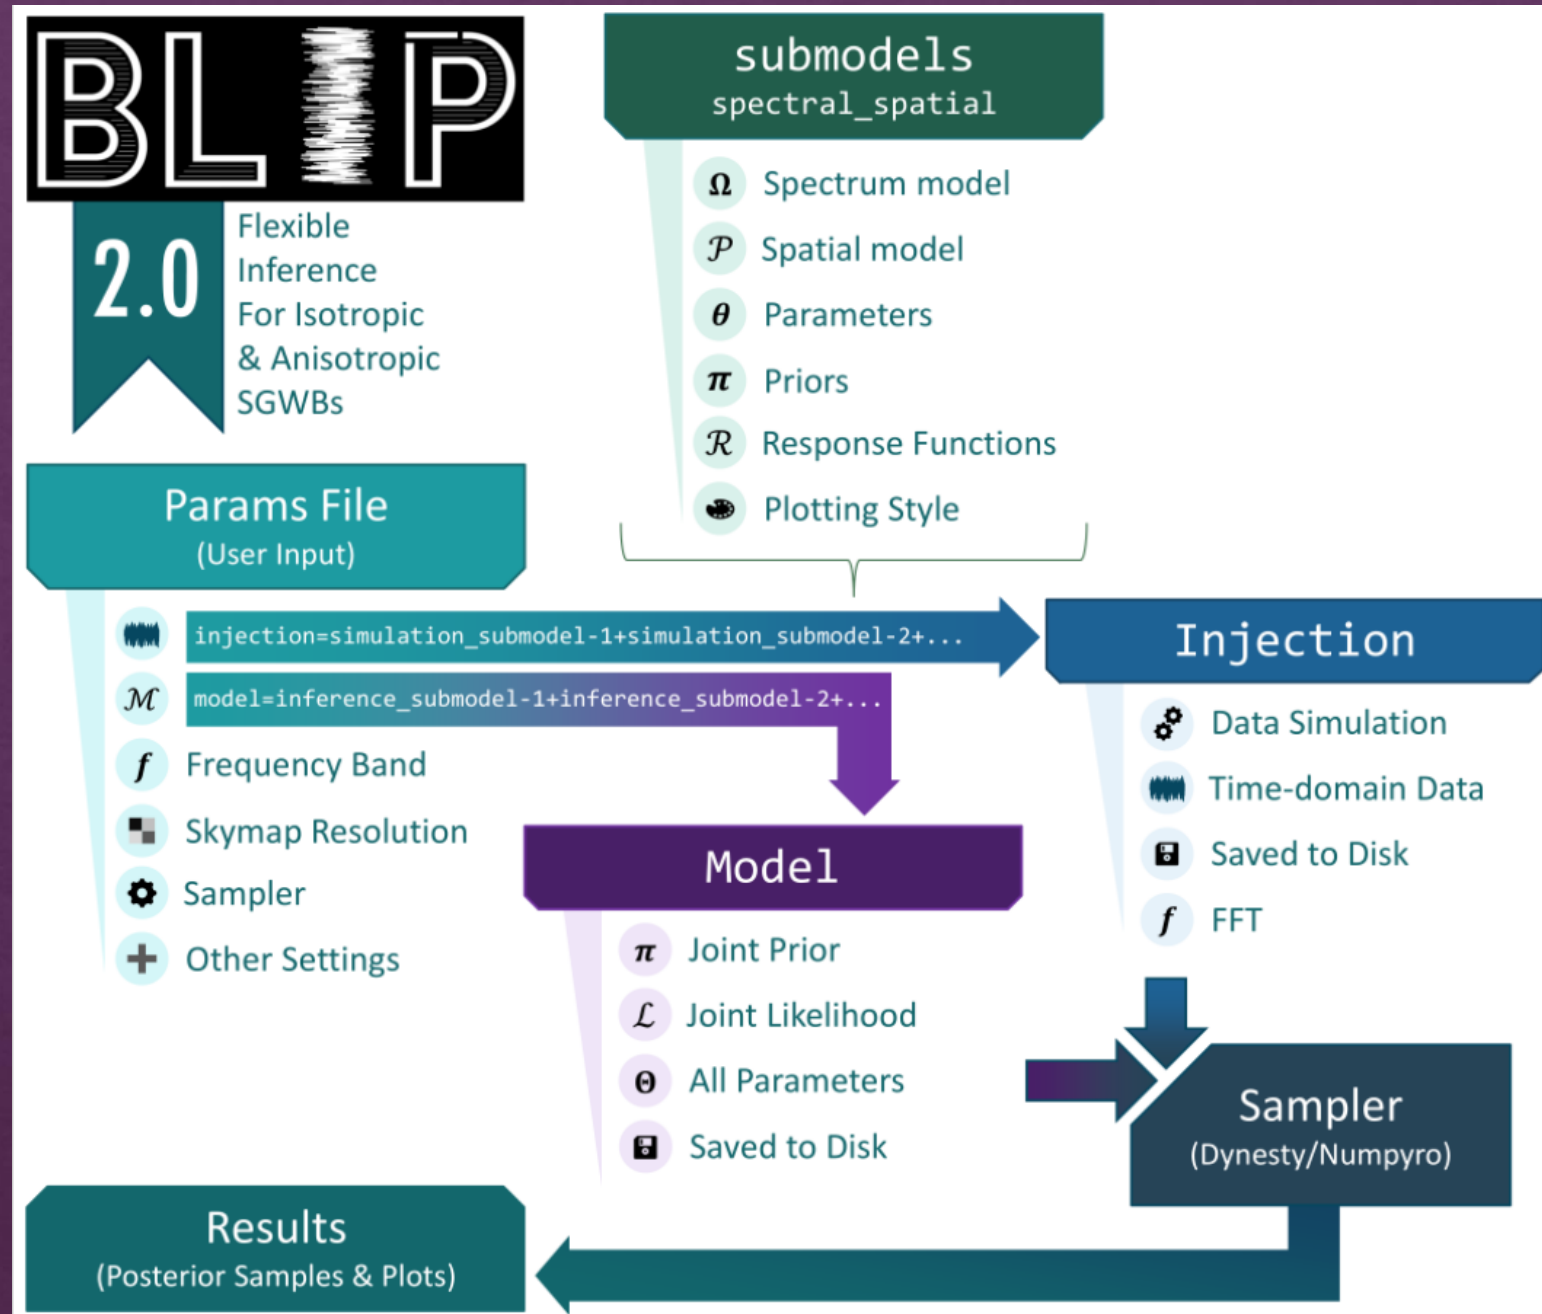 BLIP
2.0
Flexible
Inference
For Isotropic
& Anisotropic
SGWBs
submodels
spectral_spatial
Ω Spectrum model
𝒫 Spatial model
θ Parameters
π Priors
ℛ Response Functions
Plotting Style
Params File
(User Input)
injection=simulation_submodel-1+simulation_submodel-2+...
ℳ model=inference_submodel-1+inference_submodel-2+...
f Frequency Band
Skymap Resolution
Sampler
Other Settings
Injection
Data Simulation
Time-domain Data
Saved to Disk
f FFT
Model
π Joint Prior
ℒ Joint Likelihood
Θ All Parameters
Saved to Disk
Sampler
(Dynesty/Numpyro)
Results
(Posterior Samples & Plots)